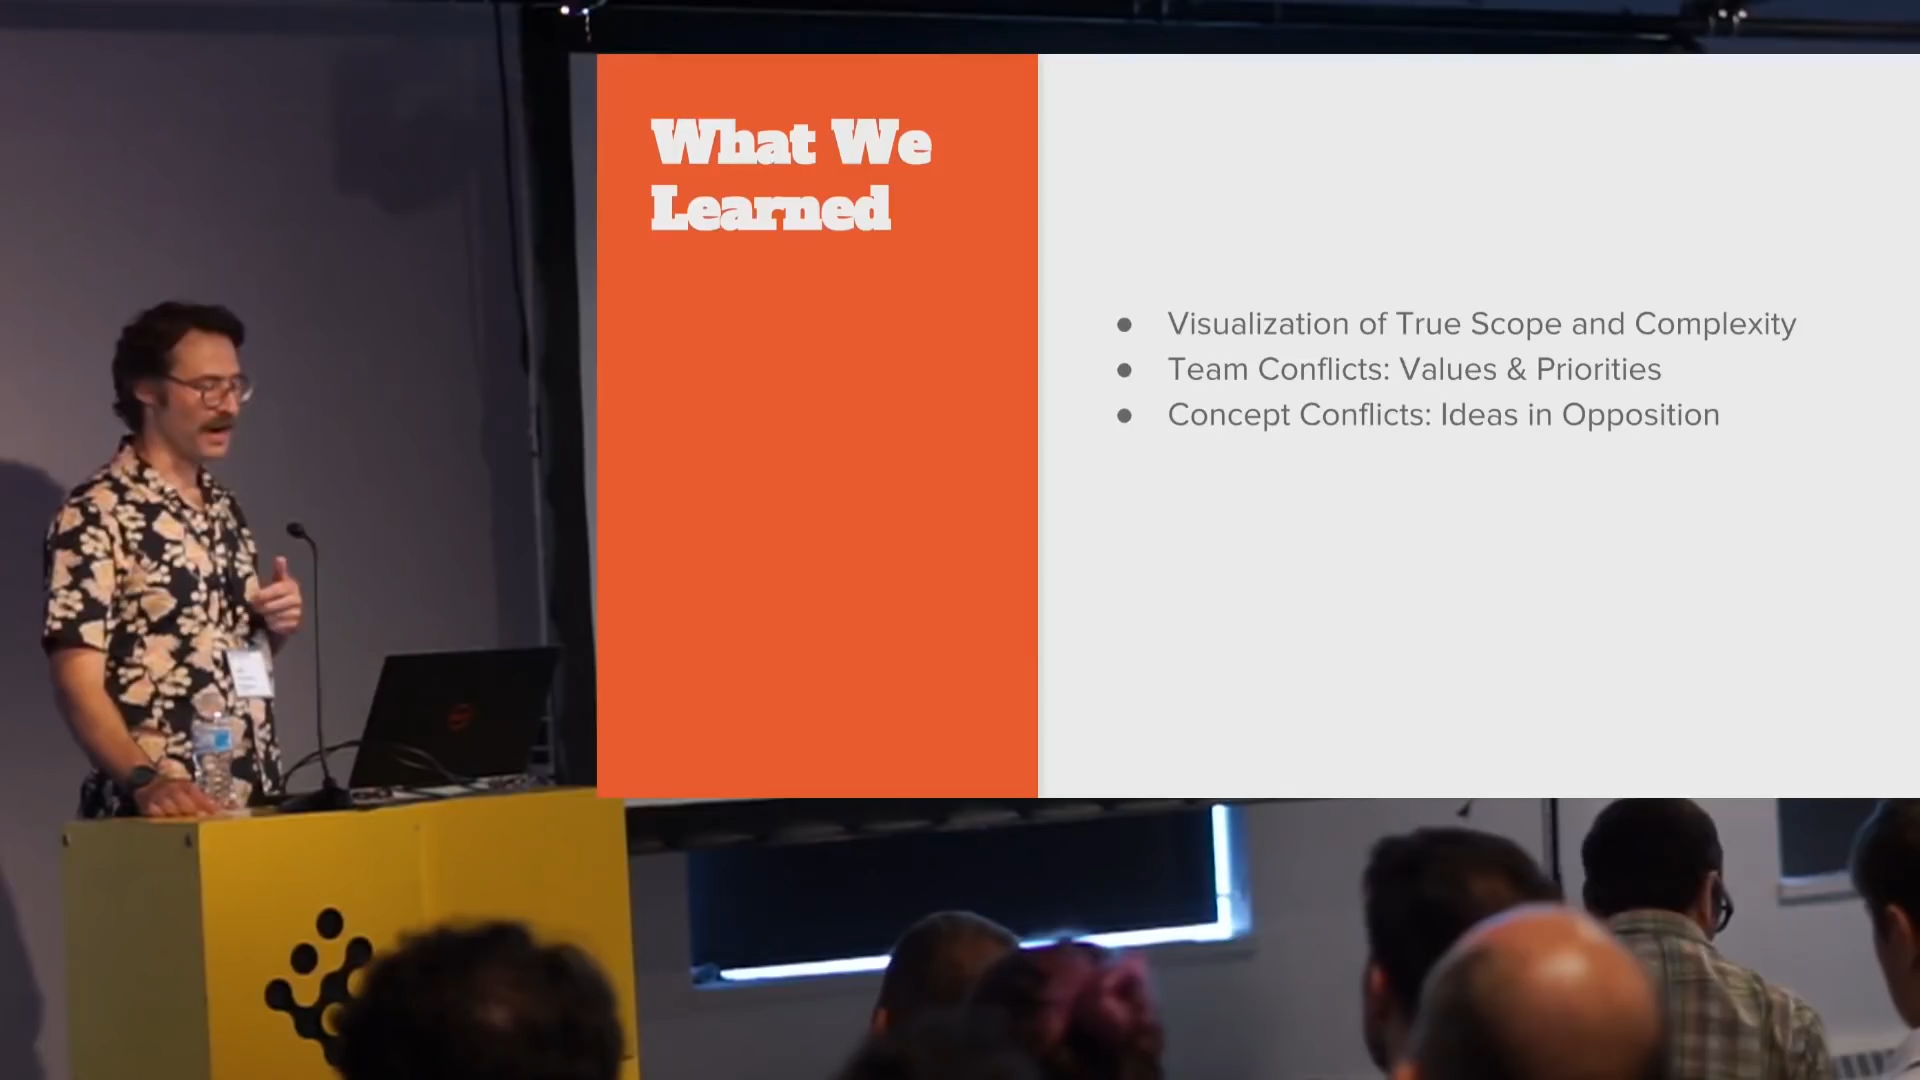 What We
Learned
● Visualization of True Scope and Complexity
● Team Conflicts: Values & Priorities
● Concept Conflicts: Ideas in Opposition